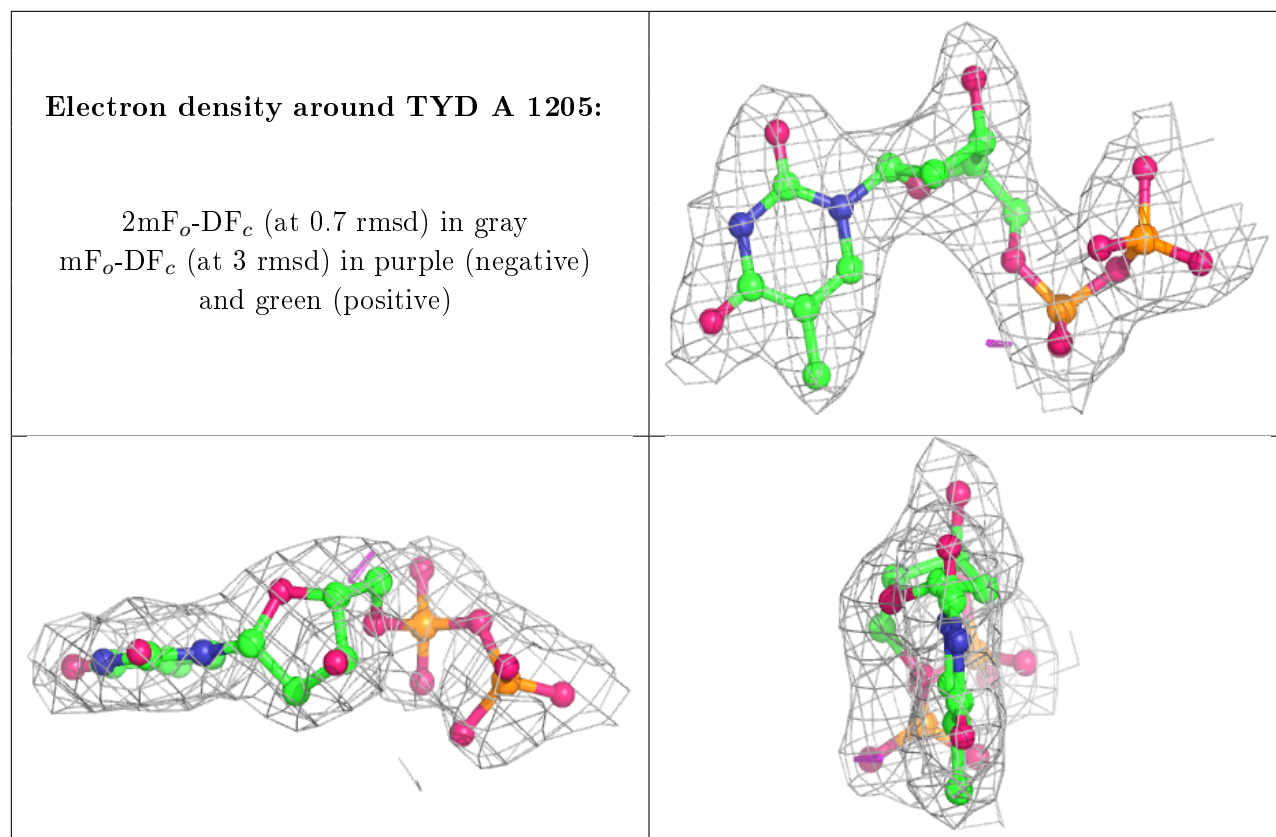 Electron density around TYD A 1205:
2mFₒ-DF𝒸 (at 0.7 rmsd) in gray
mFₒ-DF𝒸 (at 3 rmsd) in purple (negative)
and green (positive)